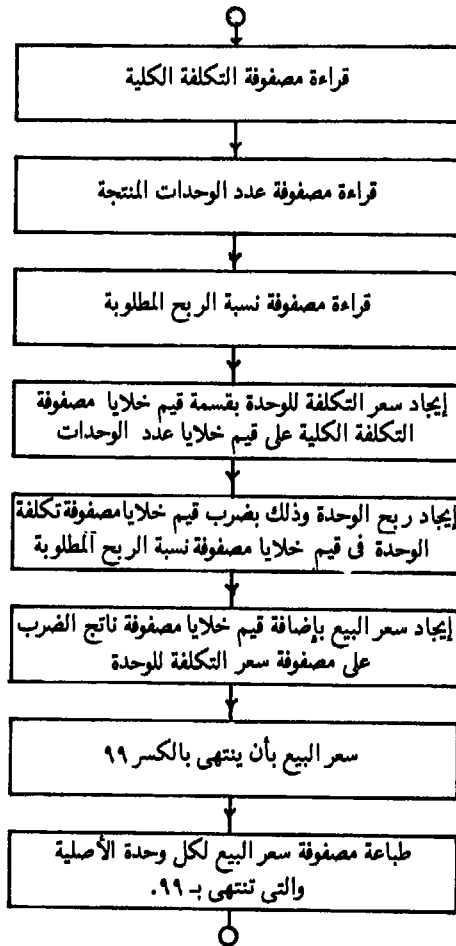 قراءة مصفوفة التكلفة الكلية
قراءة مصفوفة عدد الوحدات المنتجة
قراءة مصفوفة نسبة الربح المطلوبة
إيجاد سعر التكلفة للوحدة بقسمة قيم خلايا مصفوفة
التكلفة الكلية على قيم خلايا عدد الوحدات
إيجاد ربح الوحدة وذلك بضرب قيم خلايا مصفوفة تكلفة
الوحدة فى قيم خلايا مصفوفة نسبة الربح المطلوبة
إيجاد سعر البيع بإضافة قيم خلايا مصفوفة ناتج الضرب
على مصفوفة سعر التكلفة للوحدة
سعر البيع بأن ينتهى بالكسر ٩٩
طباعة مصفوفة سعر البيع لكل وحدة الأصلية
والتى تنتهى بـ ٩٩.